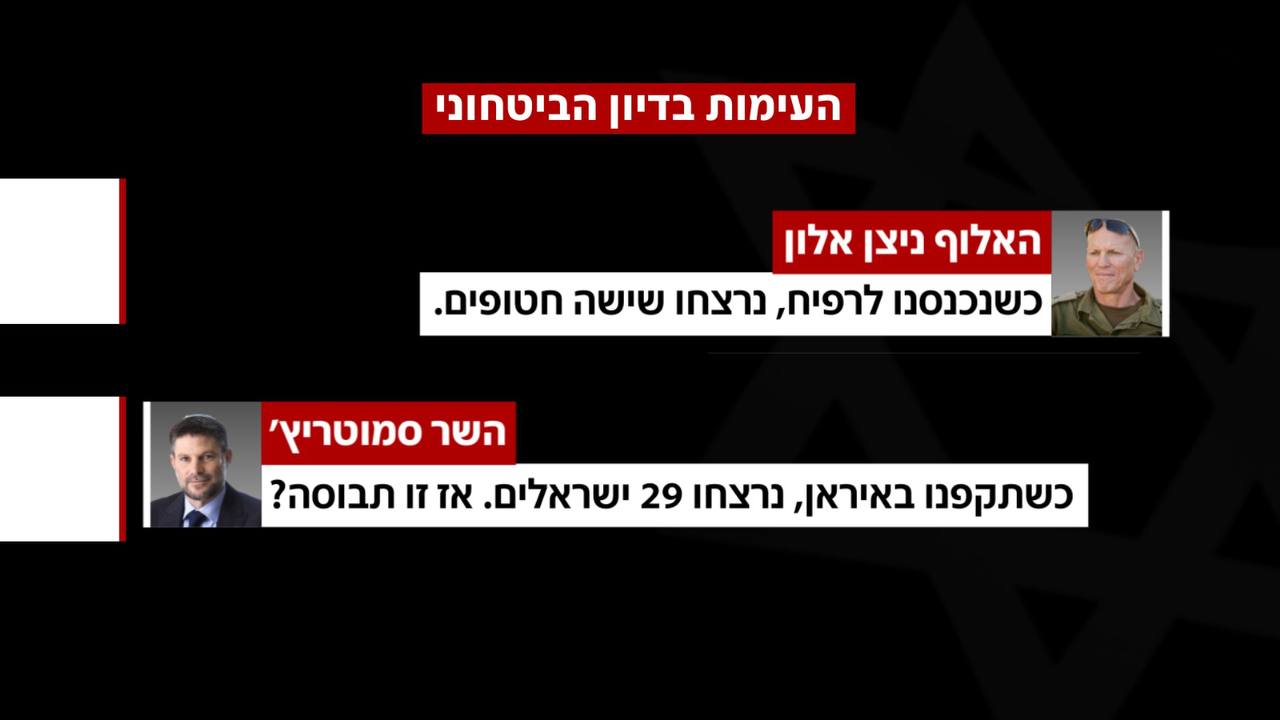 העימות בדיון הביטחוני
האלוף ניצן אלון
כשנכנסנו לרפיח, נרצחו שישה חטופים.
השר סמוטריץ'
כשתקפנו באיראן, נרצחו 29 ישראלים. אז זו תבוסה?